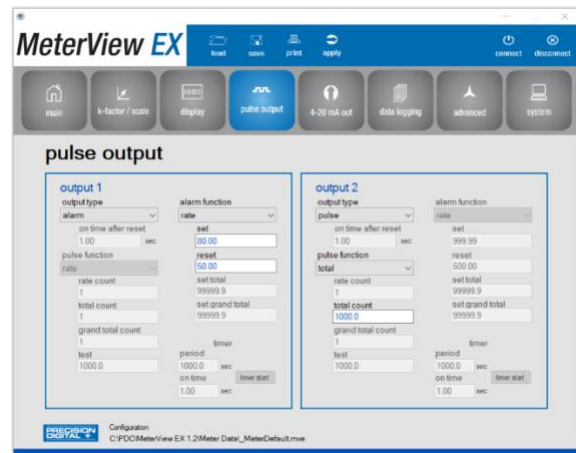 MeterView EX
load save print apply connect disconnect
main k-factor / scale display pulse output 4-20 mA out data logging advanced system
pulse output
output 1
output type alarm function
alarm rate
on time after reset set
1.00 sec 80.00
pulse function reset
rate 50.00
rate count set total
1 99999.9
total count set grand total
1 99999.9
grand total count
1 timer
test period
1000.0 1000.0 sec
on time timer start
1.00 sec
output 2
output type alarm function
pulse rate
on time after reset set
1.00 sec 999.99
pulse function reset
total 500.00
rate count set total
1 99999.9
total count set grand total
1000.0 99999.9
grand total count
1 timer
test period
1000.0 1000.0 sec
on time timer start
1.00 sec
PRECISION DIGITAL
Configuration
C:\PDC\MeterView EX 1.2\Meter Data\_MeterDefault.mve